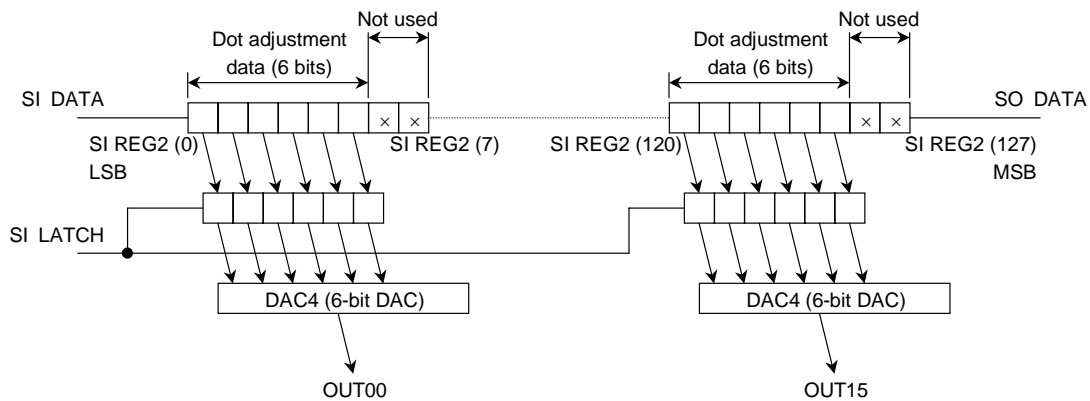 Not used
Not used
Dot adjustment
data (6 bits)
Dot adjustment
data (6 bits)
SI DATA
SO DATA
× ×
× ×
SI REG2 (0)
LSB
SI REG2 (7)
SI REG2 (120)
SI REG2 (127)
MSB
SI LATCH
DAC4 (6-bit DAC)
DAC4 (6-bit DAC)
OUT00
OUT15